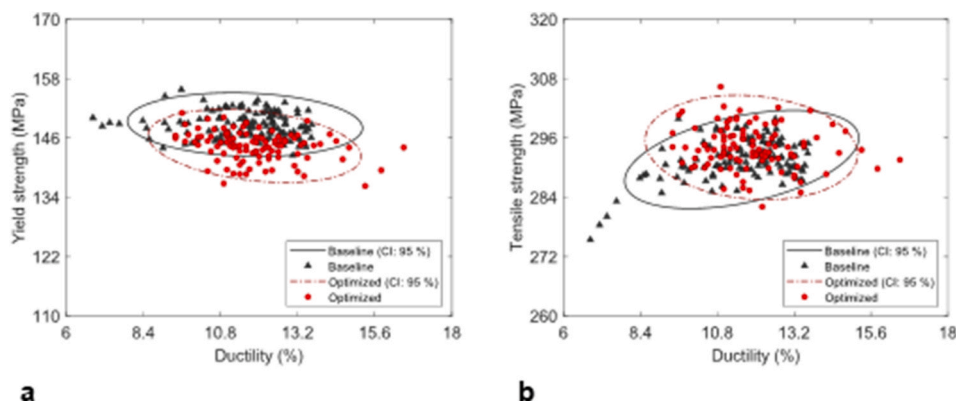 170
158
146
134
122
110
Yield strength (MPa)
6 8.4 10.8 13.2 15.6 18
Ductility (%)
Baseline (CI: 95 %)
Baseline
Optimized (CI: 95 %)
Optimized
a
320
308
296
284
272
260
Tensile strength (MPa)
6 8.4 10.8 13.2 15.6 18
Ductility (%)
Baseline (CI: 95 %)
Baseline
Optimized (CI: 95 %)
Optimized
b